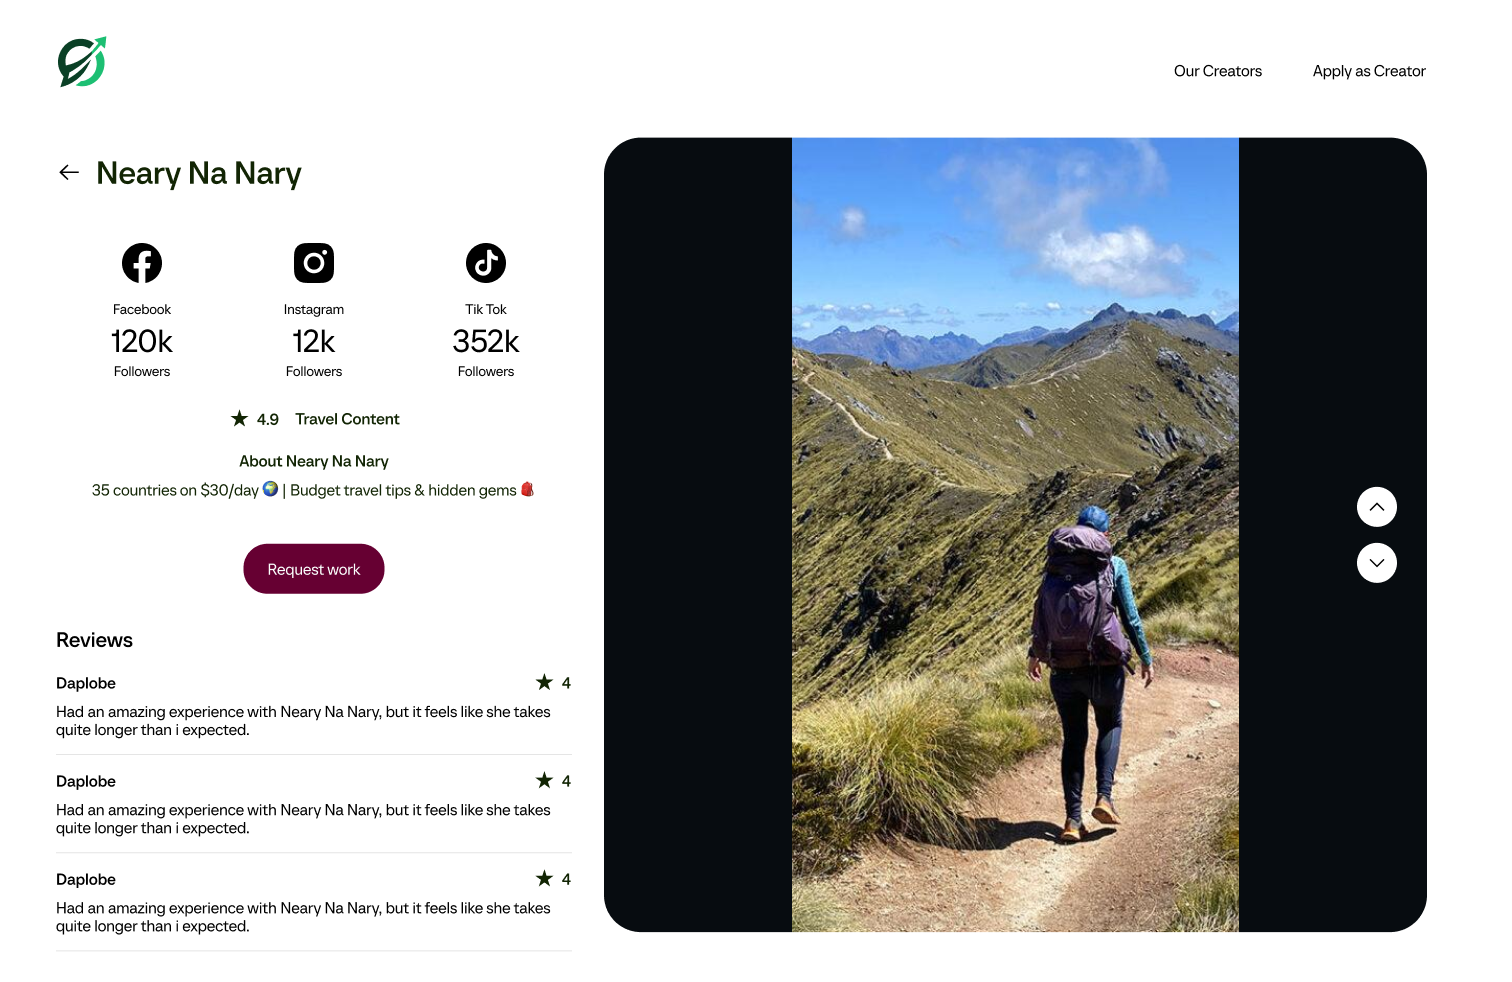 Our Creators
Apply as Creator
Neary Na Nary
Facebook
120k
Followers
Instagram
12k
Followers
Tik Tok
352k
Followers
4.9 Travel Content
About Neary Na Nary
35 countries on $30/day 🌍 | Budget travel tips & hidden gems 🎒
Request work
Reviews
Daplobe 4
Had an amazing experience with Neary Na Nary, but it feels like she takes
quite longer than i expected.
Daplobe 4
Had an amazing experience with Neary Na Nary, but it feels like she takes
quite longer than i expected.
Daplobe 4
Had an amazing experience with Neary Na Nary, but it feels like she takes
quite longer than i expected.